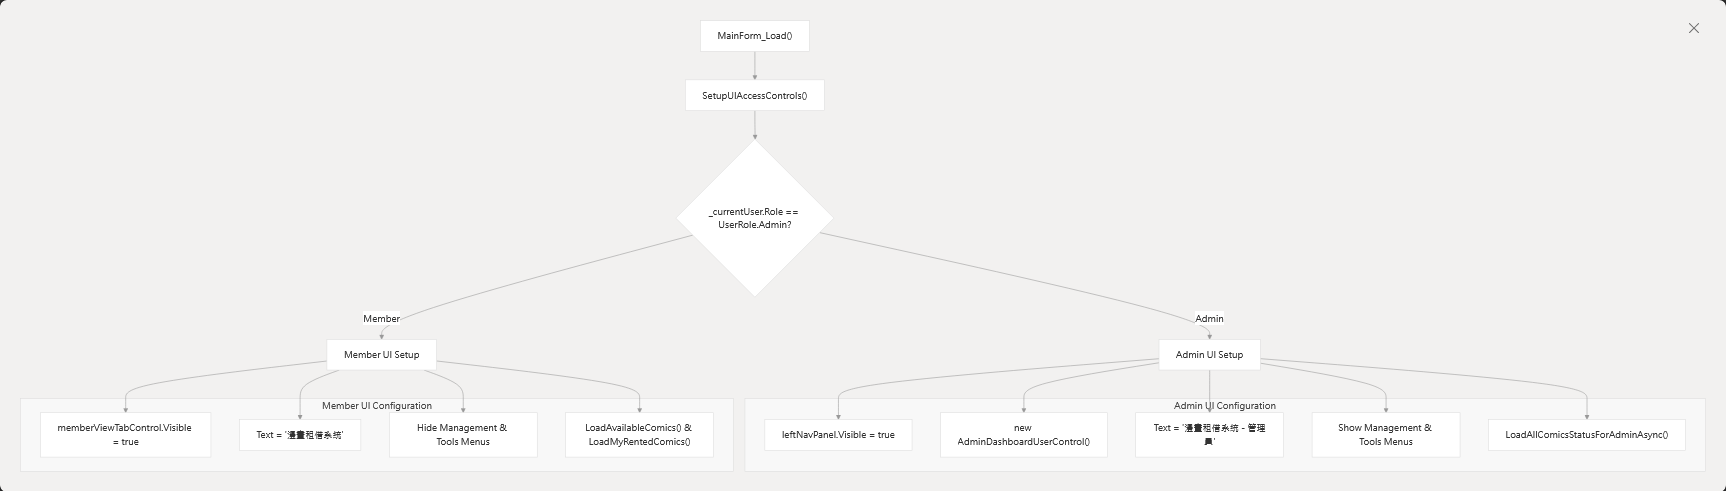 MainForm_Load()
SetupUIAccessControls()
_currentUser.Role ==
UserRole.Admin?
Member
Admin
Member UI Setup
Admin UI Setup
Member UI Configuration
memberViewTabControl.Visible
= true
Text = '漫畫租借系統'
Hide Management &
Tools Menus
LoadAvailableComics() &
LoadMyRentedComics()
Admin UI Configuration
leftNavPanel.Visible = true
new
AdminDashboardUserControl()
Text = '漫畫租借系統 - 管理
員'
Show Management &
Tools Menus
LoadAllComicsStatusForAdminAsync()